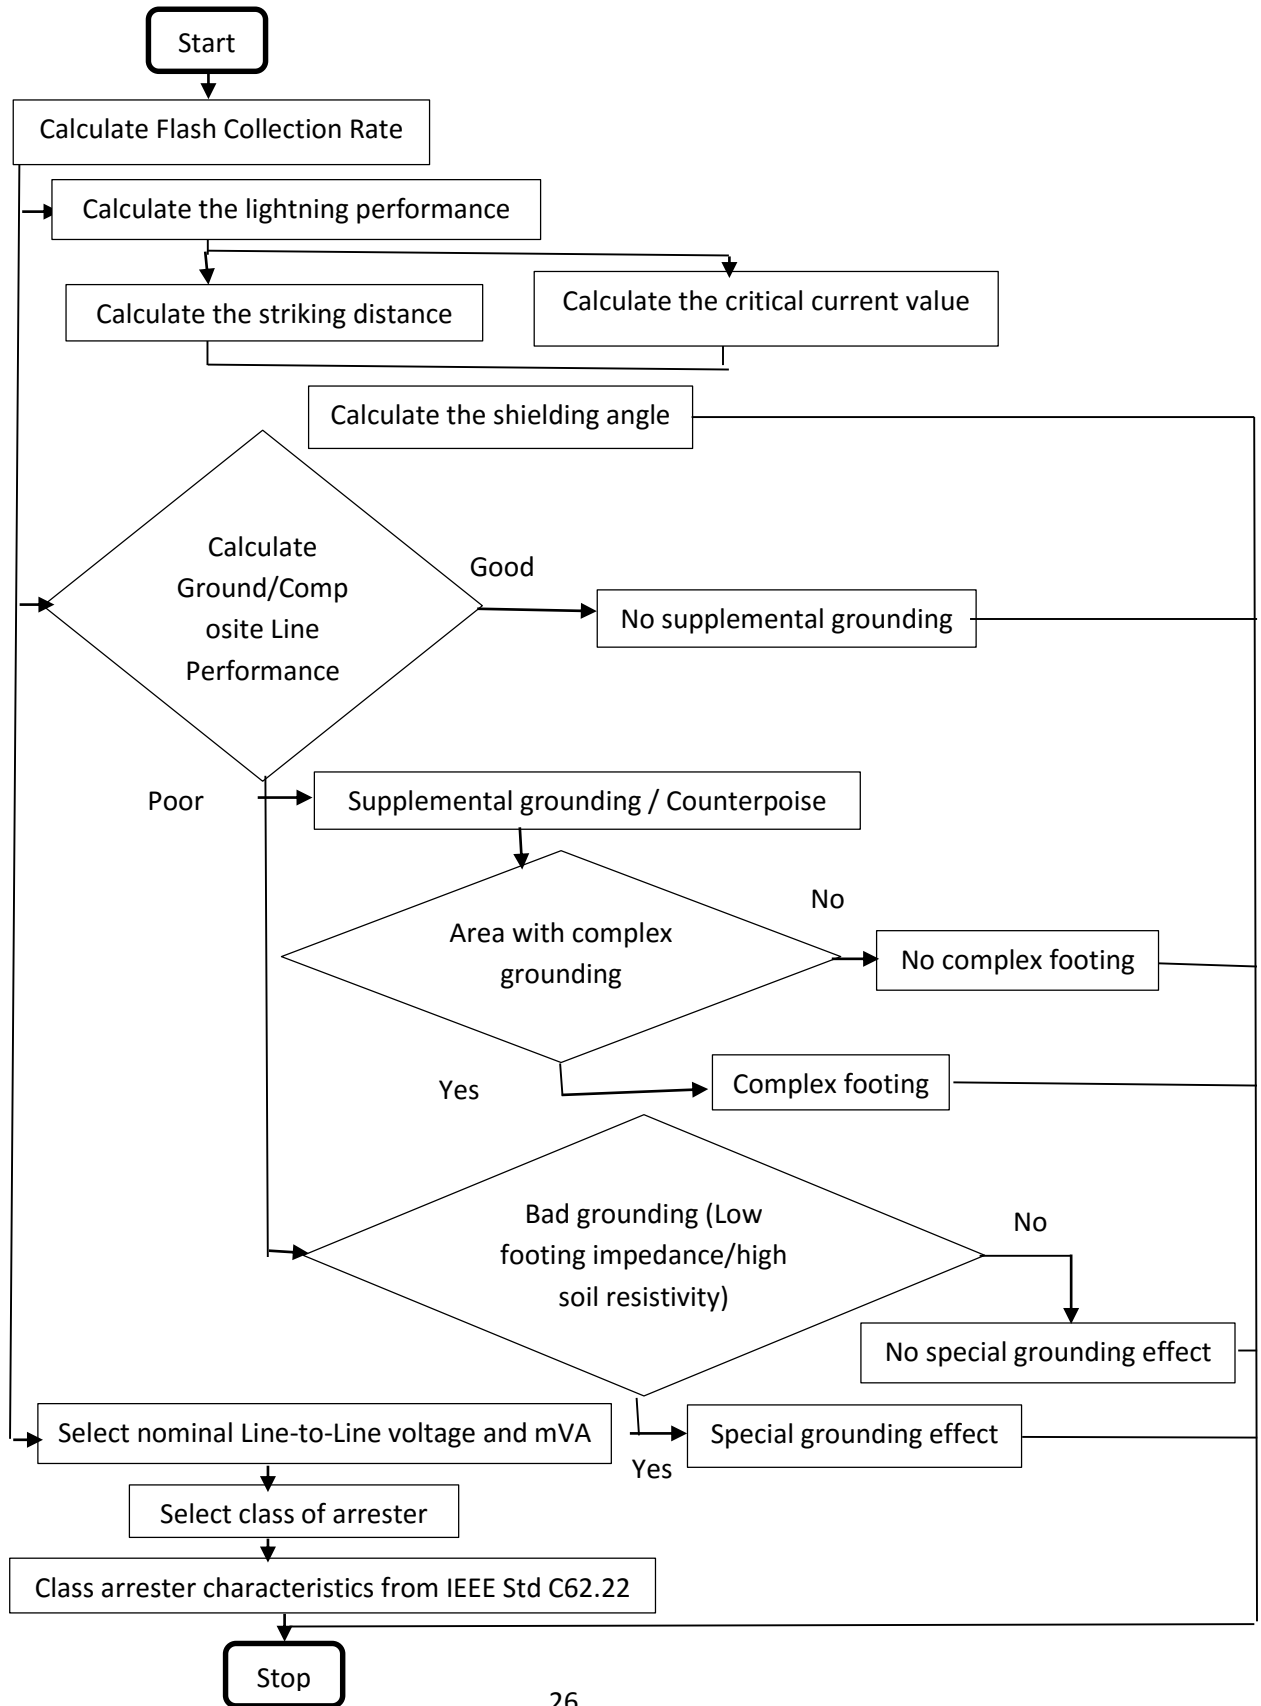 Start
Calculate Flash Collection Rate
Calculate the lightning performance
Calculate the striking distance
Calculate the critical current value
Calculate the shielding angle
Calculate
Ground/Comp
osite Line
Performance
Good
No supplemental grounding
Poor
Supplemental grounding / Counterpoise
Area with complex
grounding
No
No complex footing
Yes
Complex footing
Bad grounding (Low
footing impedance/high
soil resistivity)
No
No special grounding effect
Select nominal Line-to-Line voltage and mVA
Yes
Special grounding effect
Select class of arrester
Class arrester characteristics from IEEE Std C62.22
Stop
26